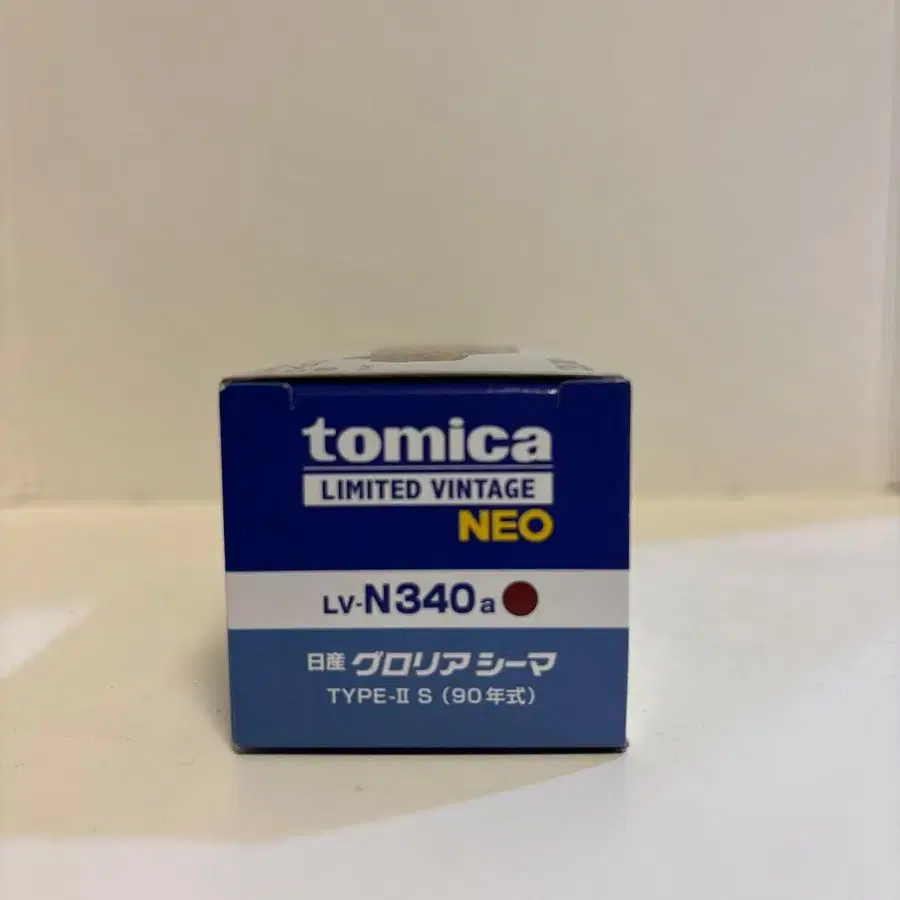 tomica
LIMITED VINTAGE
NEO
LV-N340a
日産 グロリア シーマ
TYPE-Ⅱ S (90年式)